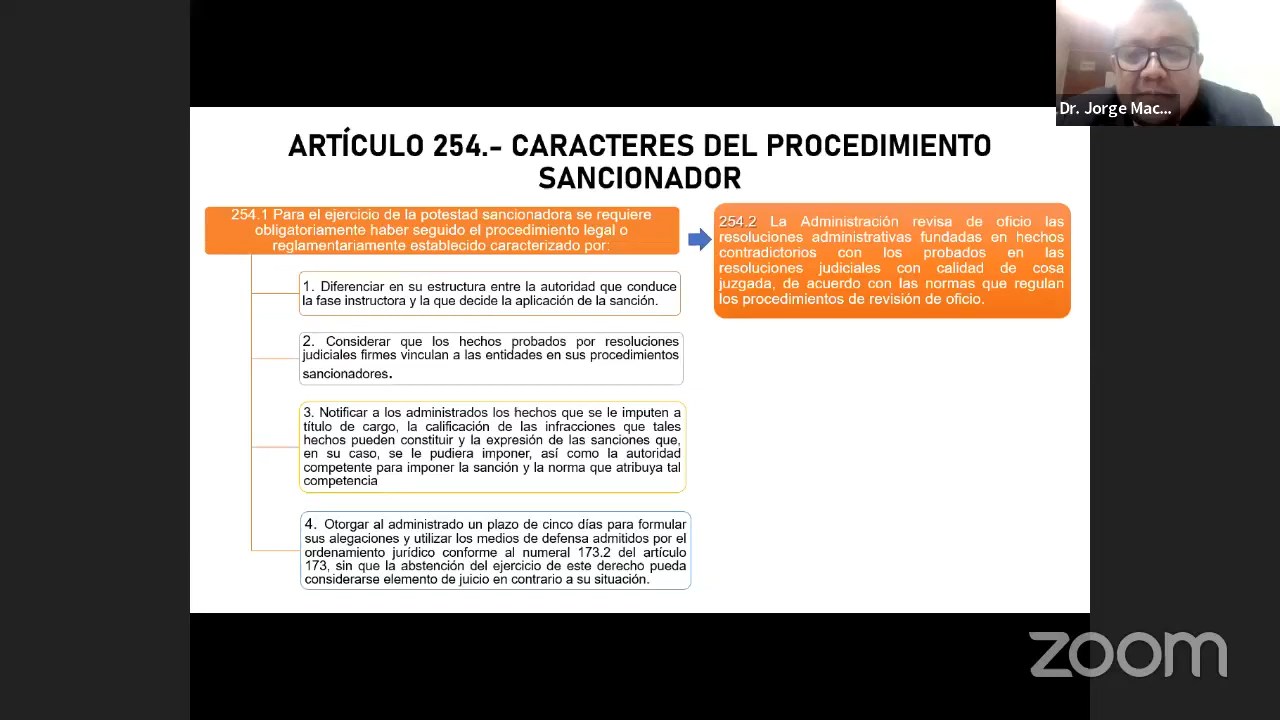 Dr. Jorge Mac...
ARTÍCULO 254.- CARACTERES DEL PROCEDIMIENTO
SANCIONADOR
254.1 Para el ejercicio de la potestad sancionadora se requiere
obligatoriamente haber seguido el procedimiento legal o
reglamentariamente establecido caracterizado por:
1. Diferenciar en su estructura entre la autoridad que conduce
la fase instructora y la que decide la aplicación de la sanción.
2. Considerar que los hechos probados por resoluciones
judiciales firmes vinculan a las entidades en sus procedimientos
sancionadores.
3. Notificar a los administrados los hechos que se le imputen a
título de cargo, la calificación de las infracciones que tales
hechos pueden constituir y la expresión de las sanciones que,
en su caso, se le pudiera imponer, así como la autoridad
competente para imponer la sanción y la norma que atribuya tal
competencia
4. Otorgar al administrado un plazo de cinco días para formular
sus alegaciones y utilizar los medios de defensa admitidos por el
ordenamiento jurídico conforme al numeral 173.2 del artículo
173, sin que la abstención del ejercicio de este derecho pueda
considerarse elemento de juicio en contrario a su situación.
254.2 La Administración revisa de oficio las
resoluciones administrativas fundadas en hechos
contradictorios con los probados en las
resoluciones judiciales con calidad de cosa
juzgada, de acuerdo con las normas que regulan
los procedimientos de revisión de oficio.
zoom